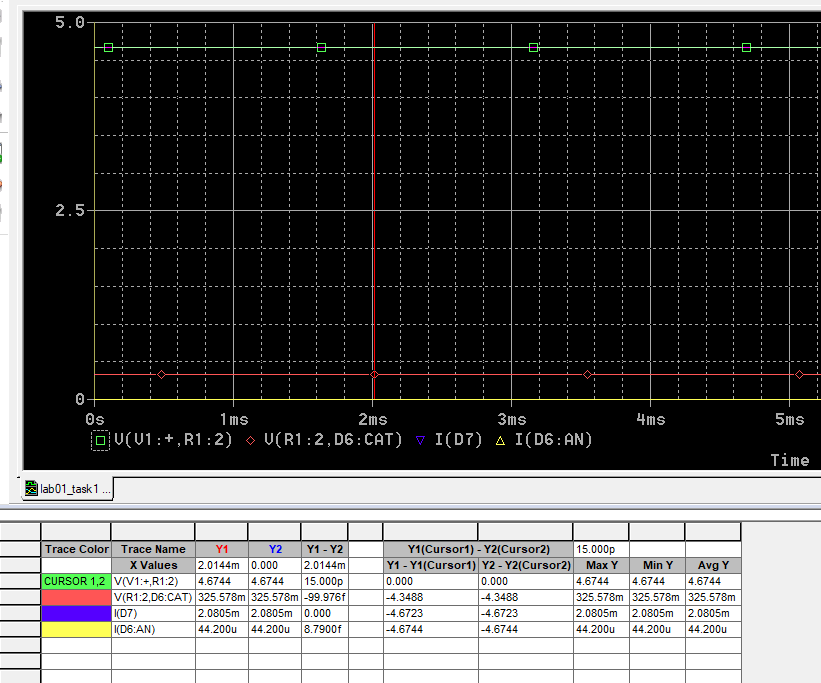 5.0
2.5
0
0s 1ms 2ms 3ms 4ms 5ms
V(V1:+,R1:2) V(R1:2,D6:CAT) I(D7) I(D6:AN)
Time
lab01_task1 ...
Trace Color Trace Name Y1 Y2 Y1 - Y2 Y1(Cursor1) - Y2(Cursor2) 15.000p
X Values 2.0144m 0.000 2.0144m Y1 - Y1(Cursor1) Y2 - Y2(Cursor2) Max Y Min Y Avg Y
CURSOR 1,2 V(V1:+,R1:2) 4.6744 4.6744 15.000p 0.000 0.000 4.6744 4.6744 4.6744
V(R1:2,D6:CAT) 325.578m 325.578m -99.976f -4.3488 -4.3488 325.578m 325.578m 325.578m
I(D7) 2.0805m 2.0805m 0.000 -4.6723 -4.6723 2.0805m 2.0805m 2.0805m
I(D6:AN) 44.200u 44.200u 8.7900f -4.6744 -4.6744 44.200u 44.200u 44.200u